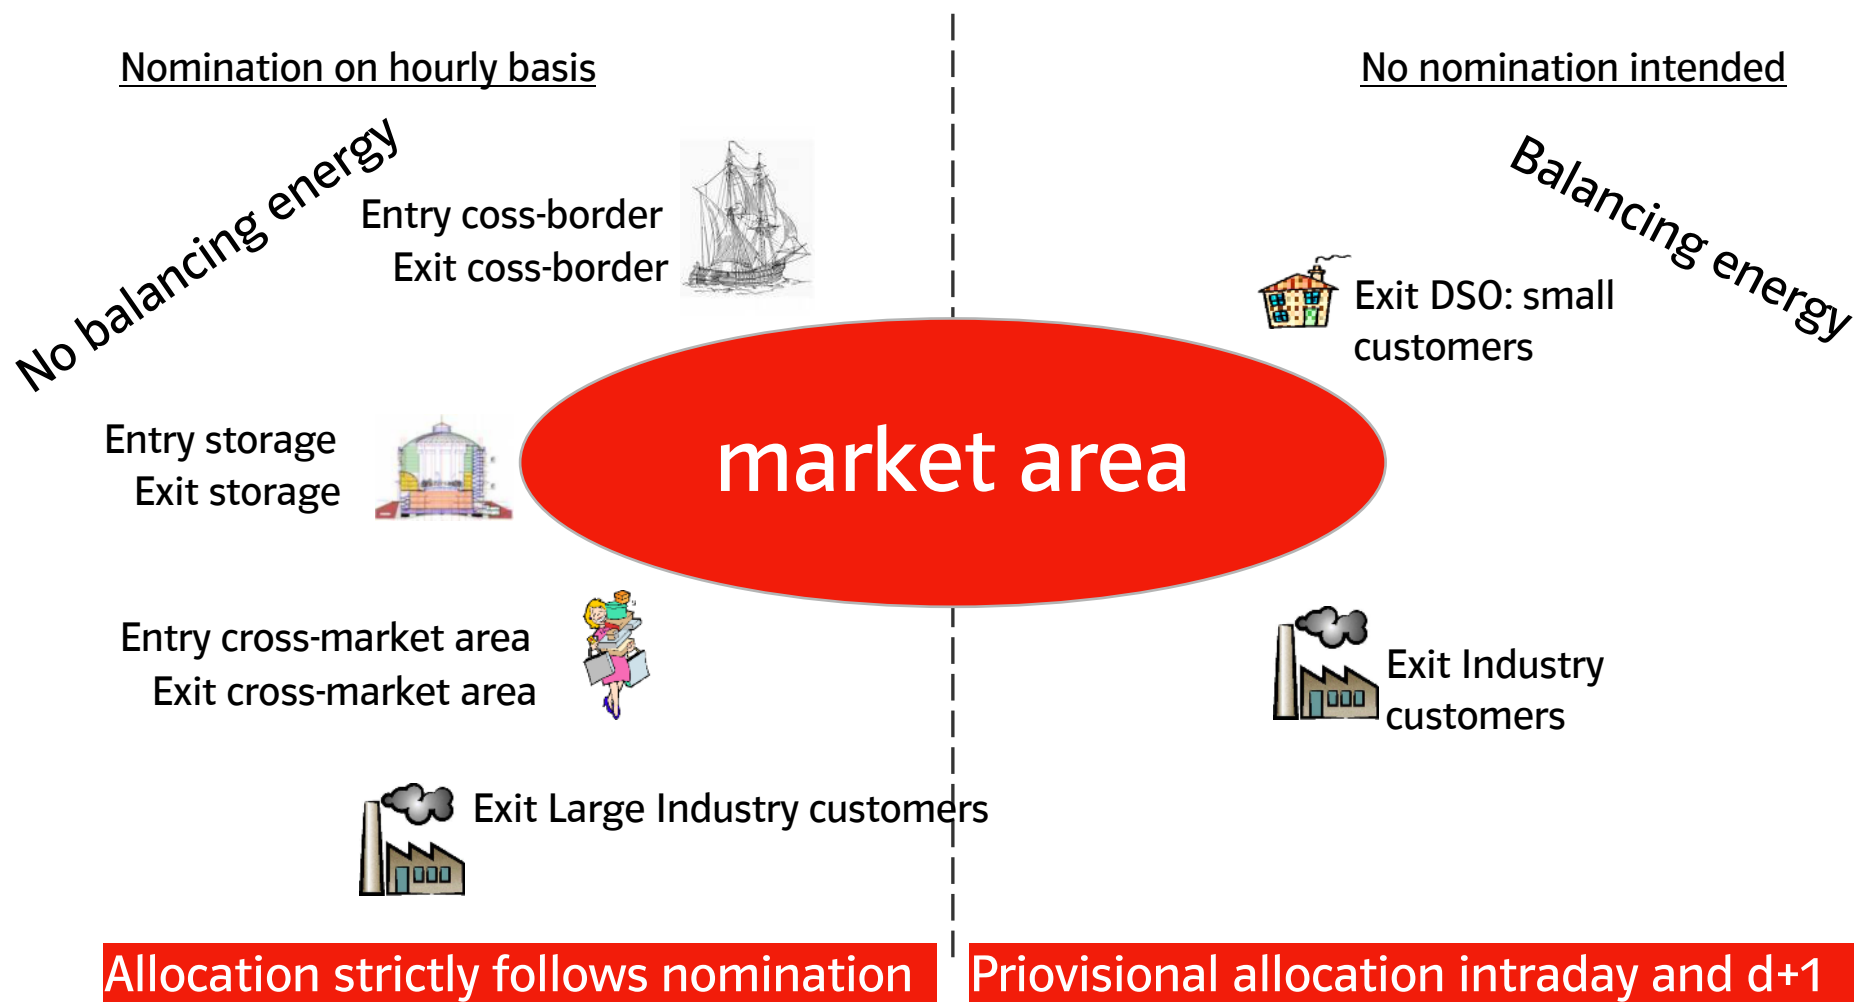 Nomination on hourly basis
No nomination intended
No balancing energy
Balancing energy
Entry coss-border
Exit coss-border
Exit DSO: small
customers
market area
Entry storage
Exit storage
Entry cross-market area
Exit cross-market area
Exit Industry
customers
Exit Large Industry customers
Allocation strictly follows nomination
Priovisional allocation intraday and d+1